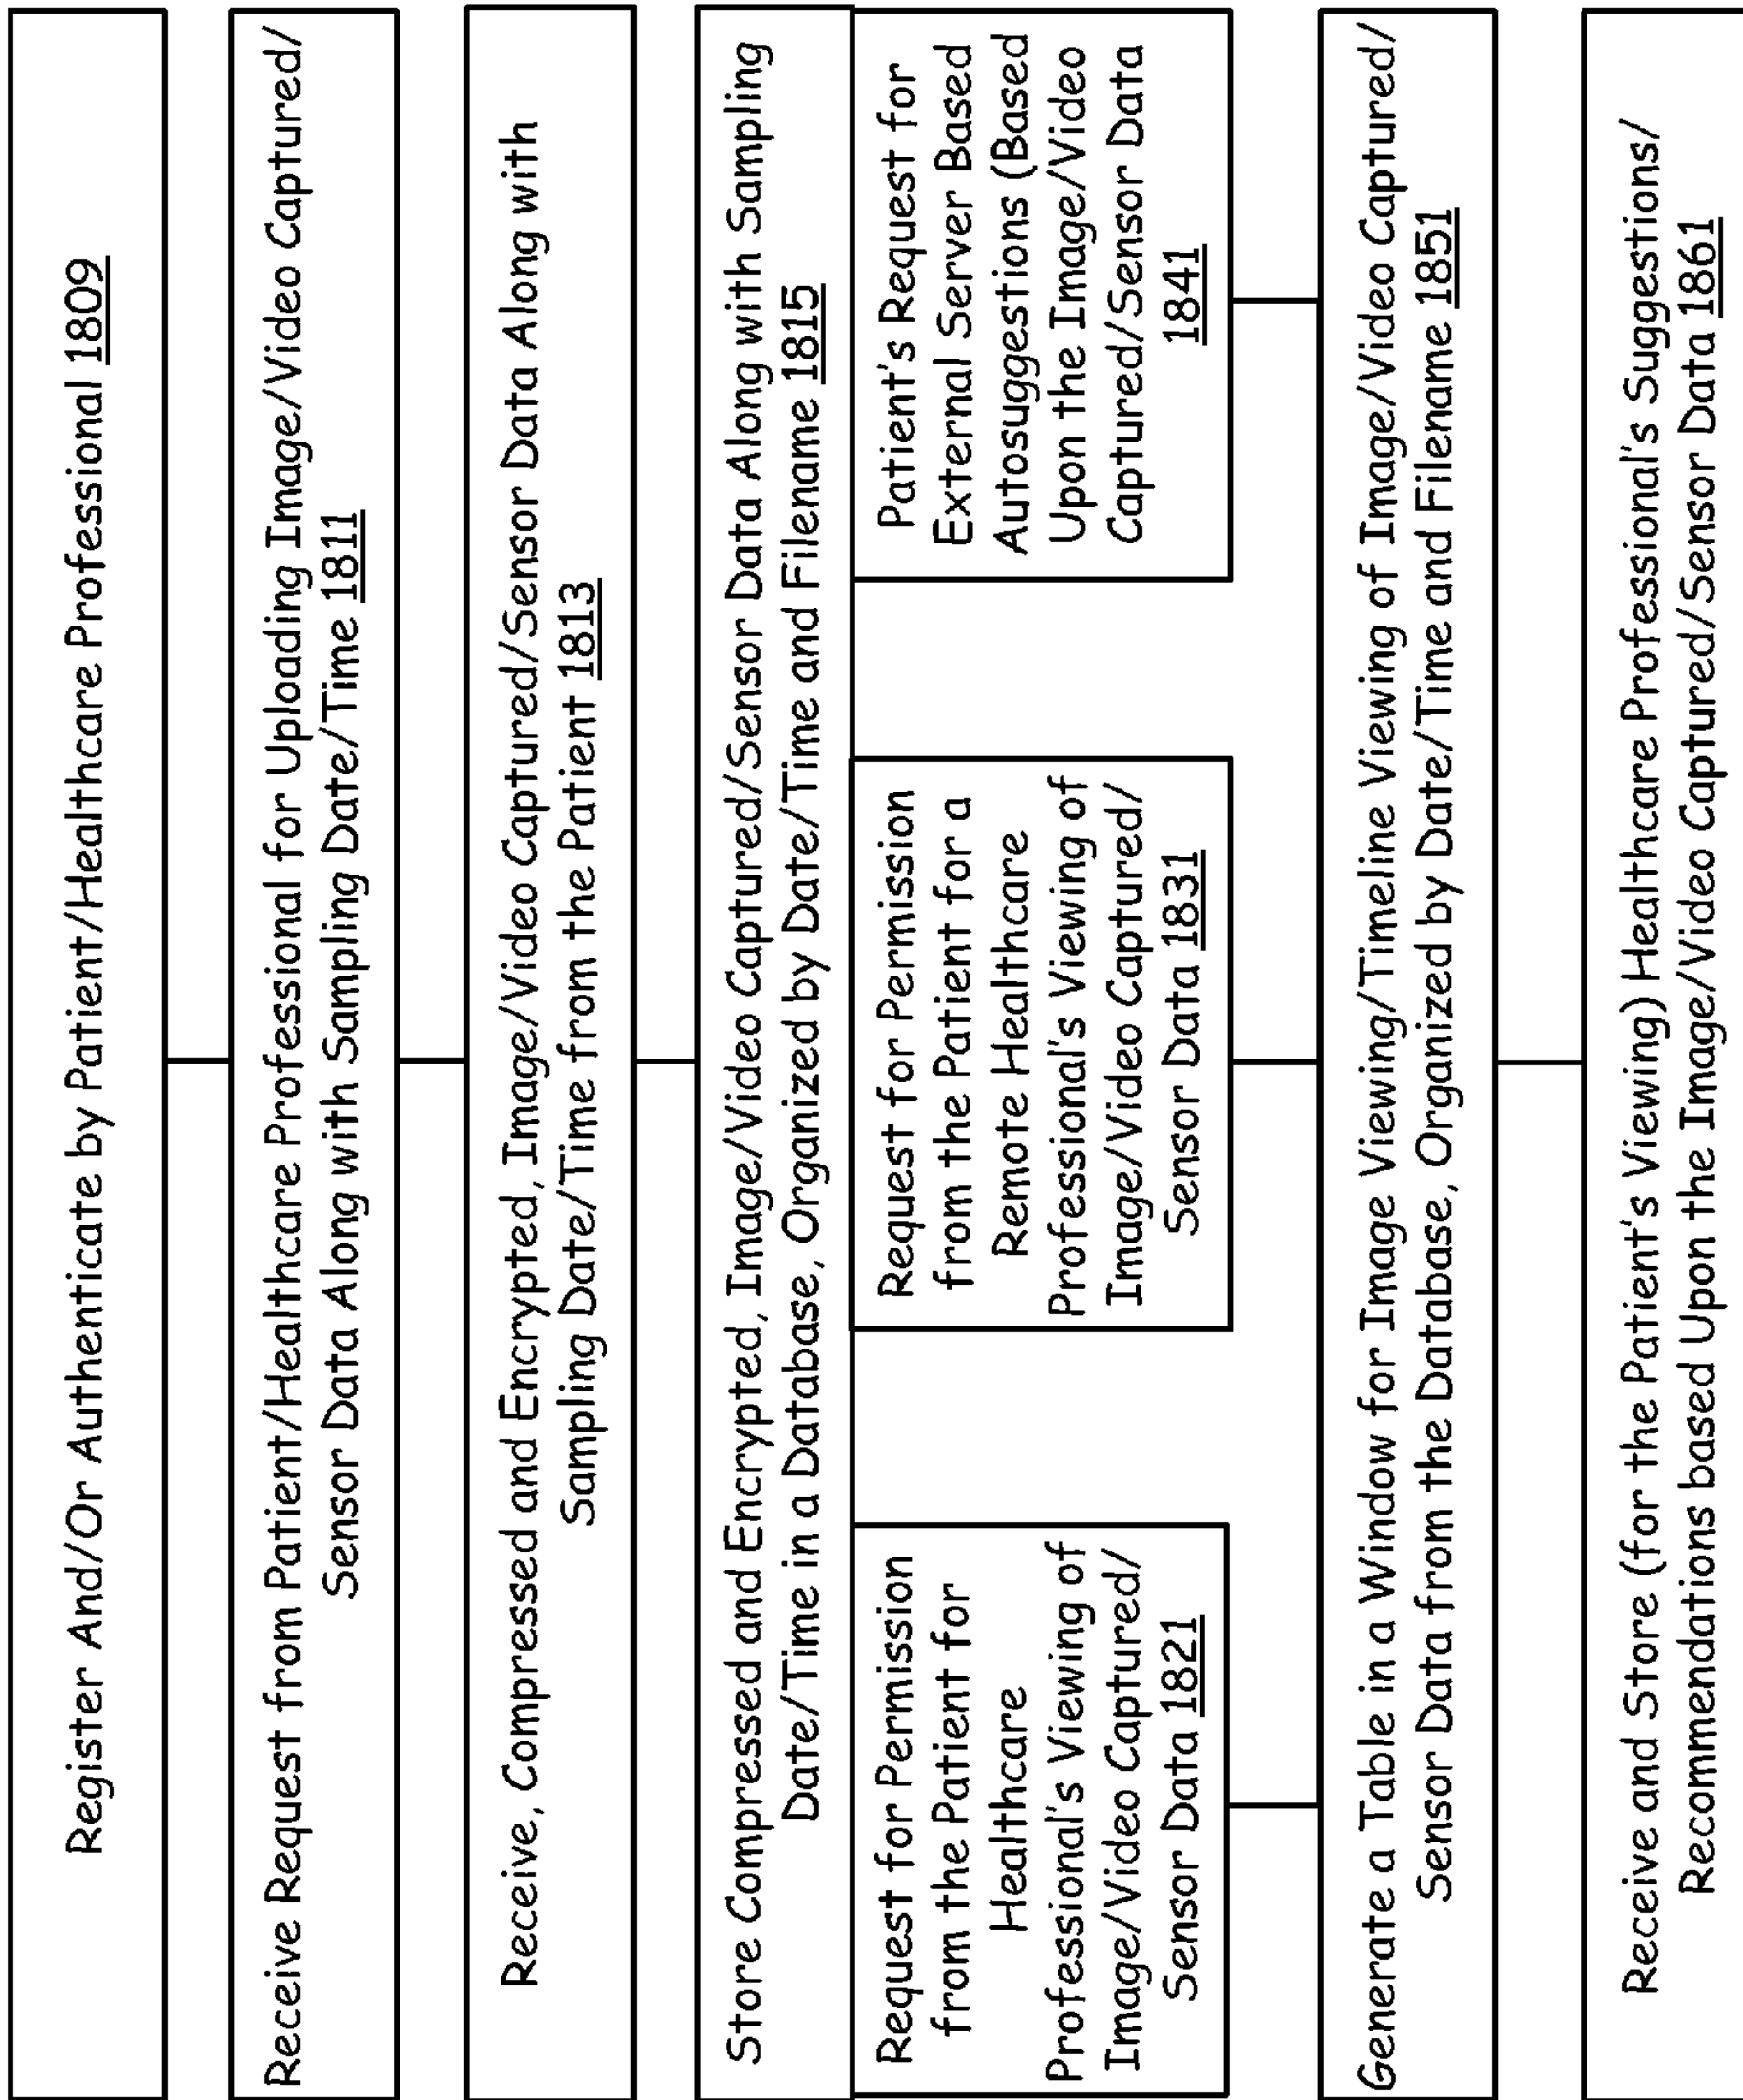 Register And/Or Authenticate by Patient/Healthcare Professional 1809
Receive Request from Patient/Healthcare Professional for Uploading Image/Video Captured/
Sensor Data Along with Sampling Date/Time 1811
Receive, Compressed and Encrypted, Image/Video Captured/Sensor Data Along with
Sampling Date/Time from the Patient 1813
Store Compressed and Encrypted, Image/Video Captured/Sensor Data Along with Sampling
Date/Time in a Database, Organized by Date/Time and Filename 1815
Request for Permission
from the Patient for
Healthcare
Professional's Viewing of
Image/Video Captured/
Sensor Data 1821
Request for Permission
from the Patient for a
Remote Healthcare
Professional's Viewing of
Image/Video Captured/
Sensor Data 1831
Patient's Request for
External Server Based
Autosuggestions (Based
Upon the Image/Video
Captured/Sensor Data
1841
Generate a Table in a Window for Image Viewing/Timeline Viewing of Image/Video Captured/
Sensor Data from the Database, Organized by Date/Time and Filename 1851
Receive and Store (for the Patient's Viewing) Healthcare Professional's Suggestions/
Recommendations based Upon the Image/Video Captured/Sensor Data 1861